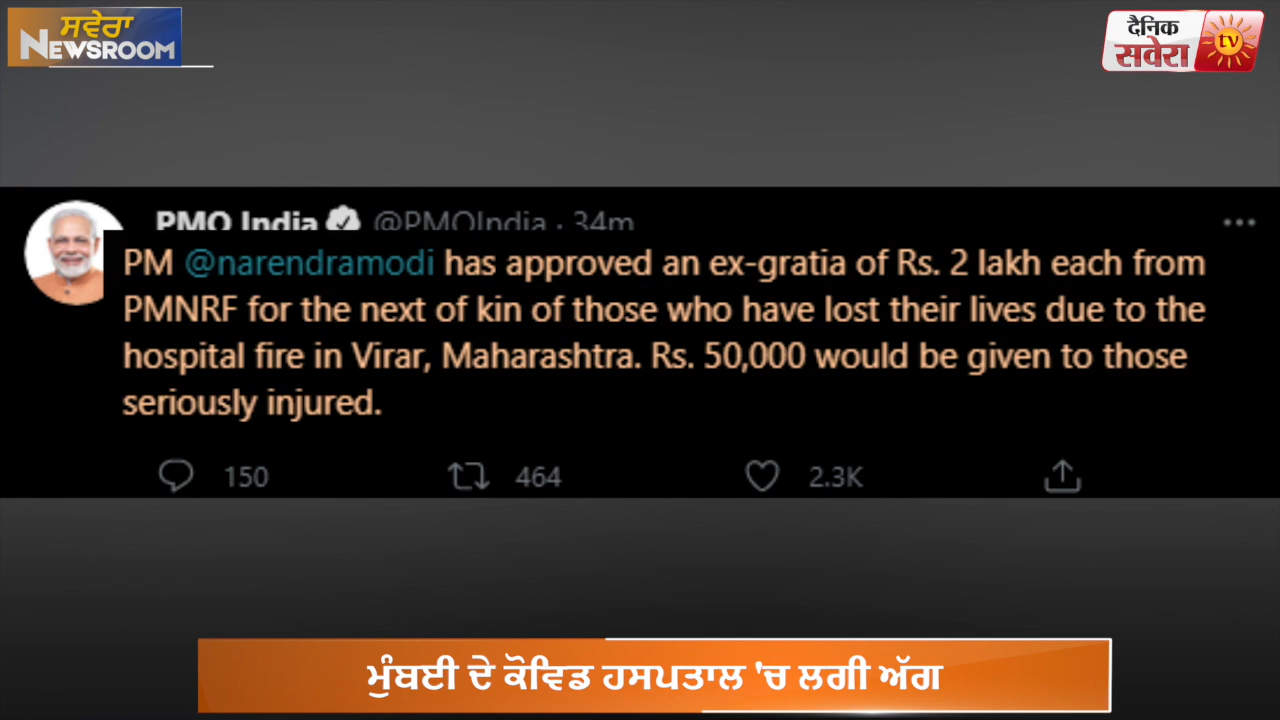 ਸਵੇਰਾ
NEWSROOM
दैनिक
सवेरा
tv
PMO India @PMOIndia · 34m
PM @narendramodi has approved an ex-gratia of Rs. 2 lakh each from
PMNRF for the next of kin of those who have lost their lives due to the
hospital fire in Virar, Maharashtra. Rs. 50,000 would be given to those
seriously injured.
150 464 2.3K
ਮੁੰਬਈ ਦੇ ਕੋਵਿਡ ਹਸਪਤਾਲ 'ਚ ਲਗੀ ਅੱਗ